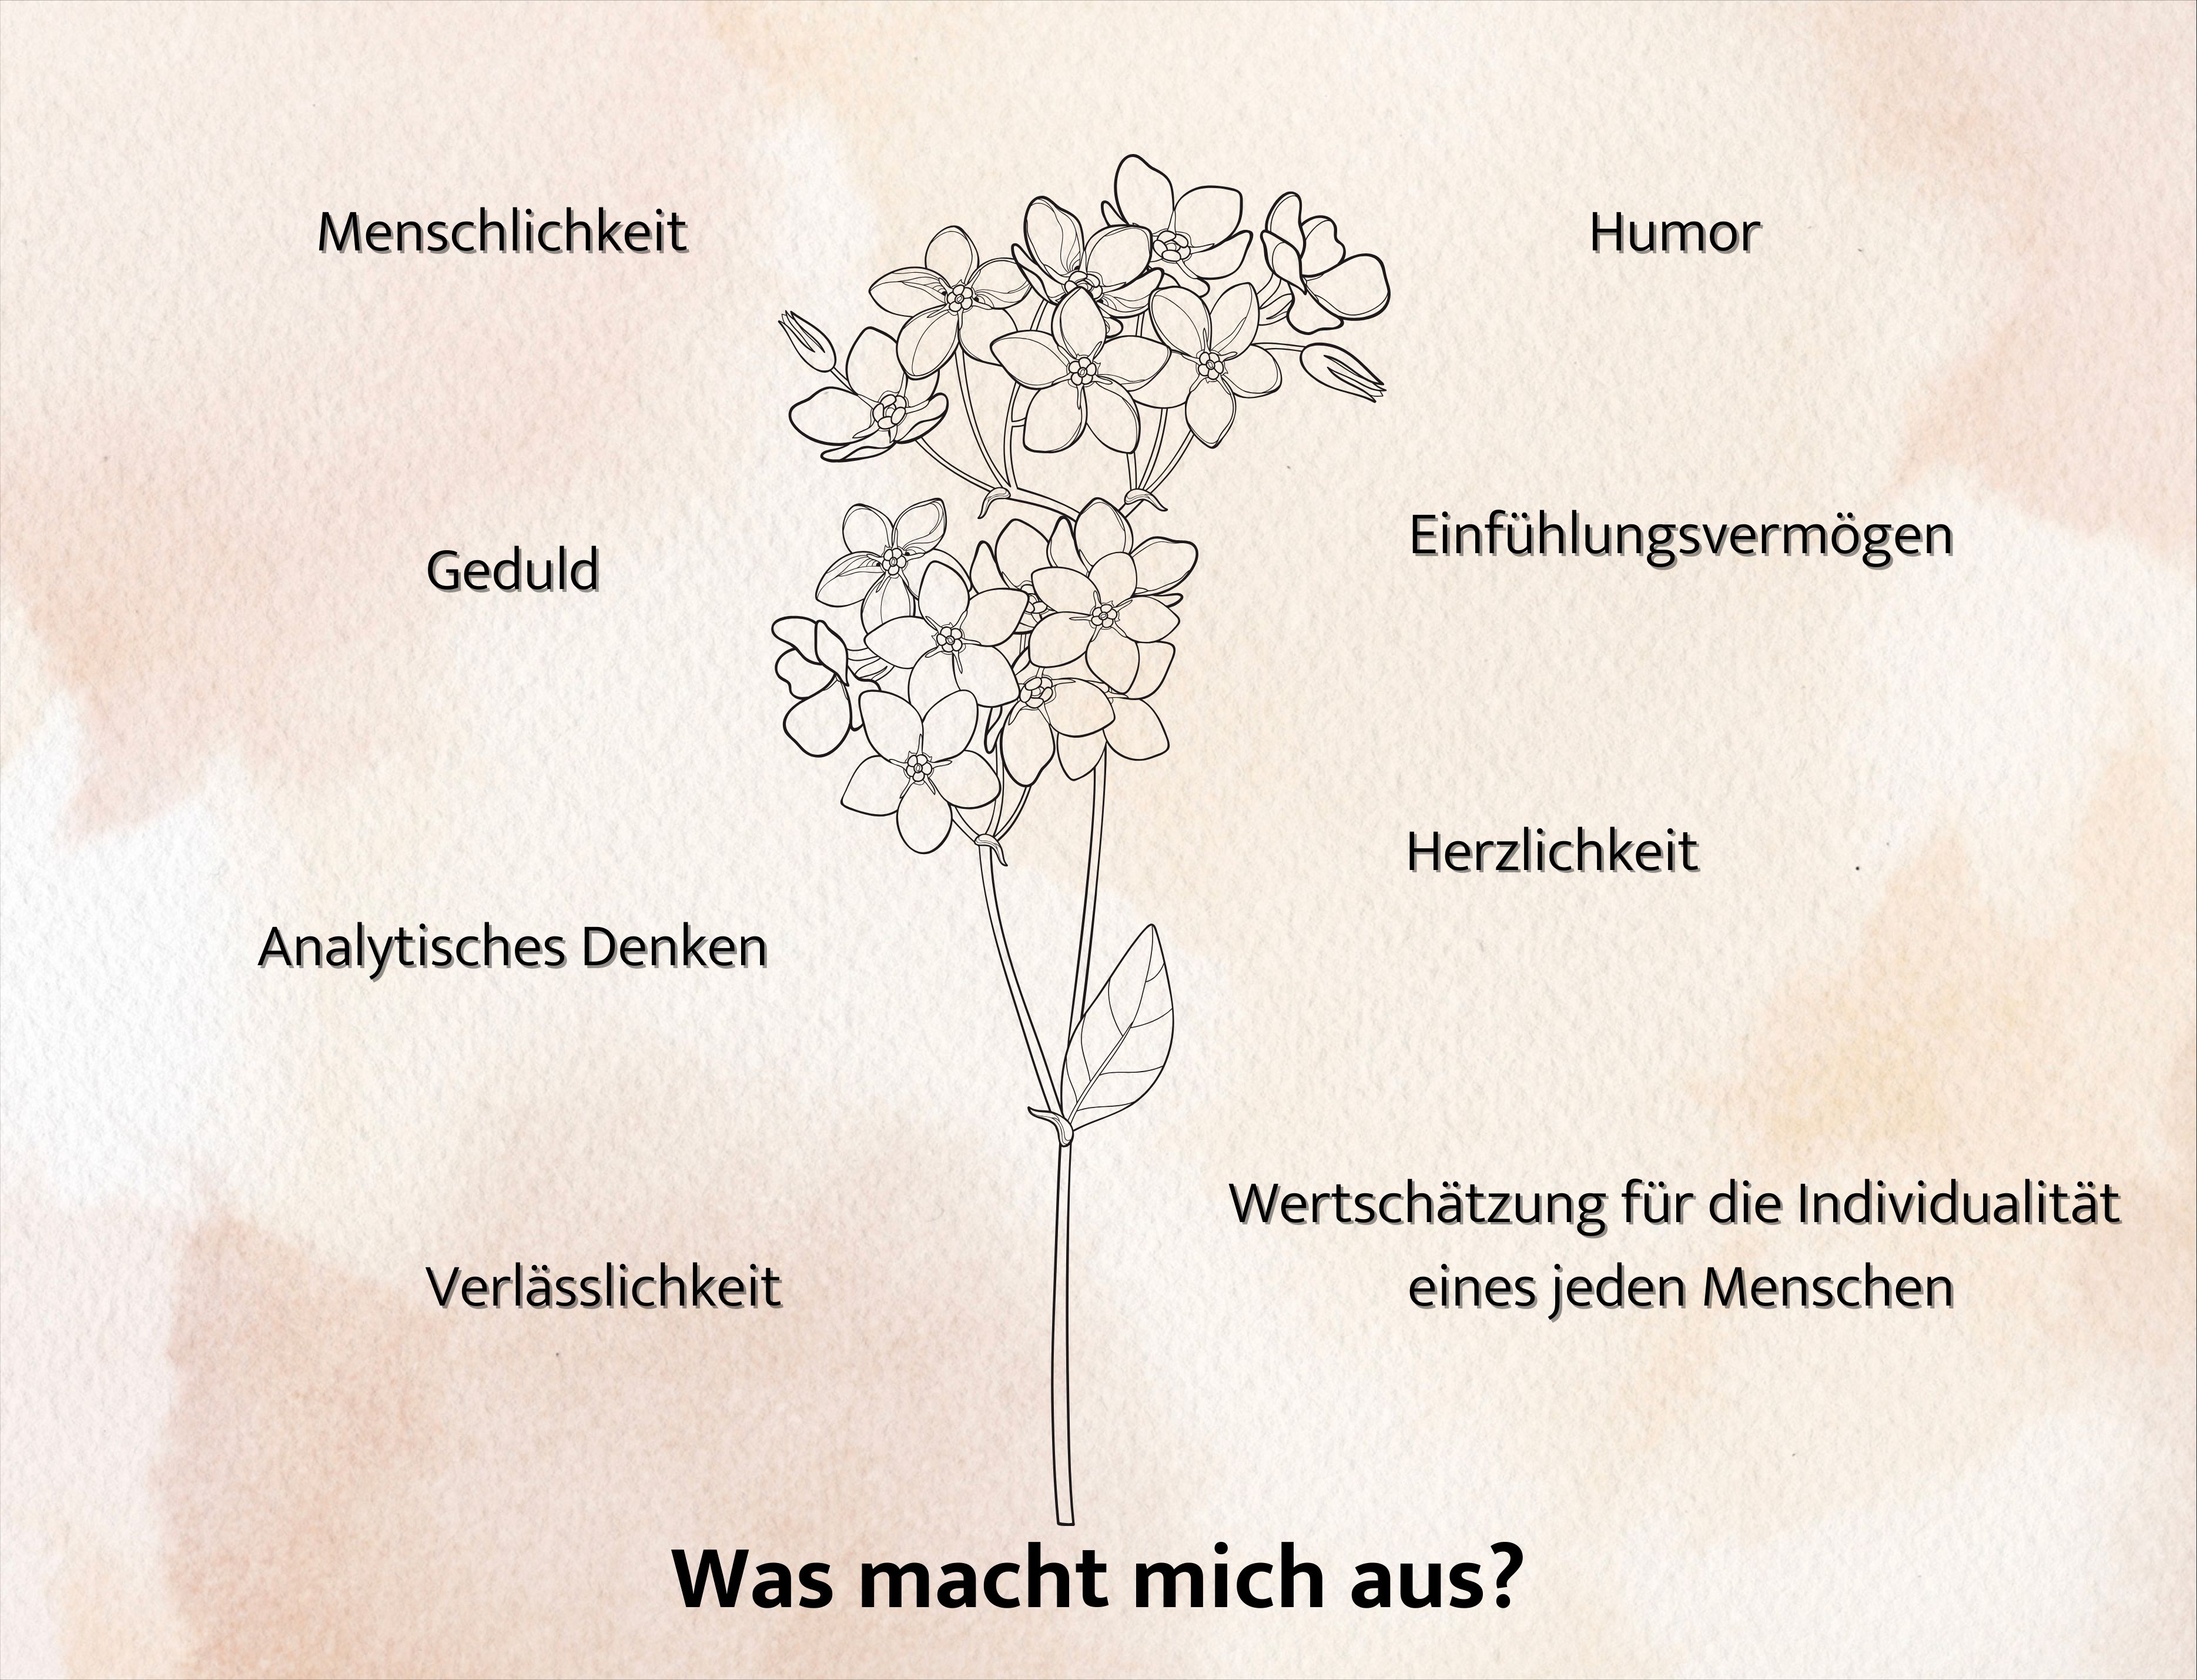 Menschlichkeit
Humor
Einfühlungsvermögen
Geduld
Herzlichkeit
Analytisches Denken
Wertschätzung für die Individualität
eines jeden Menschen
Verlässlichkeit
Was macht mich aus?